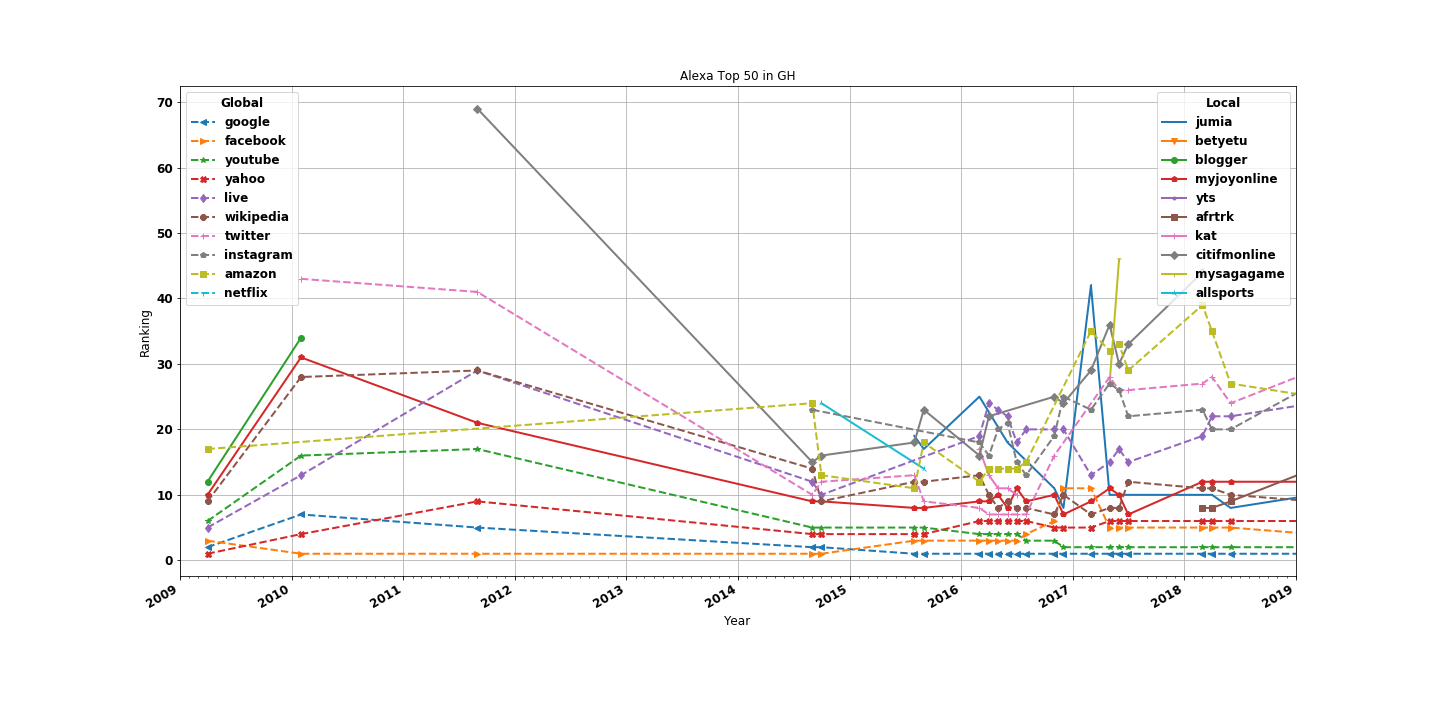 Alexa Top 50 in GH
Ranking
70
60
50
40
30
20
10
0
Global
google
facebook
youtube
yahoo
live
wikipedia
twitter
instagram
amazon
netflix
Local
jumia
betyetu
blogger
myjoyonline
yts
afrtrk
kat
citifmonline
mysagagame
allsports
2009 2010 2011 2012 2013 2014 2015 2016 2017 2018 2019
Year